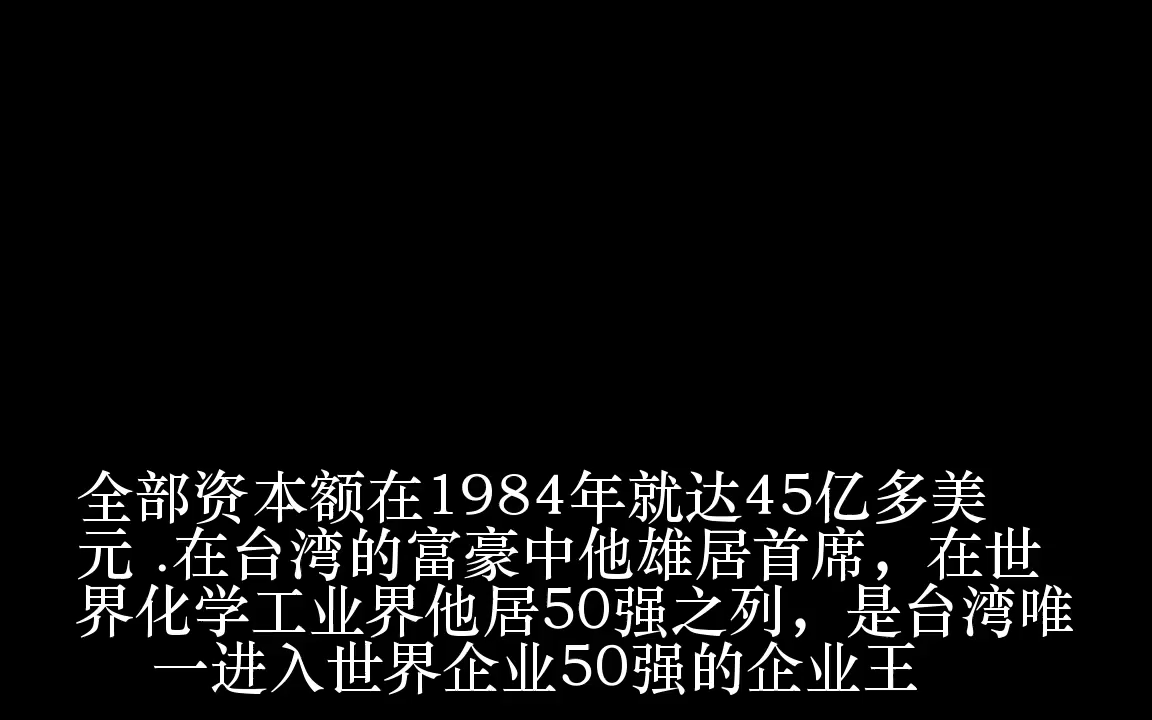 全部资本额在1984年就达45亿多美
元 .在台湾的富豪中他雄居首席，在世
界化学工业界他居50强之列，是台湾唯
一进入世界企业50强的企业王